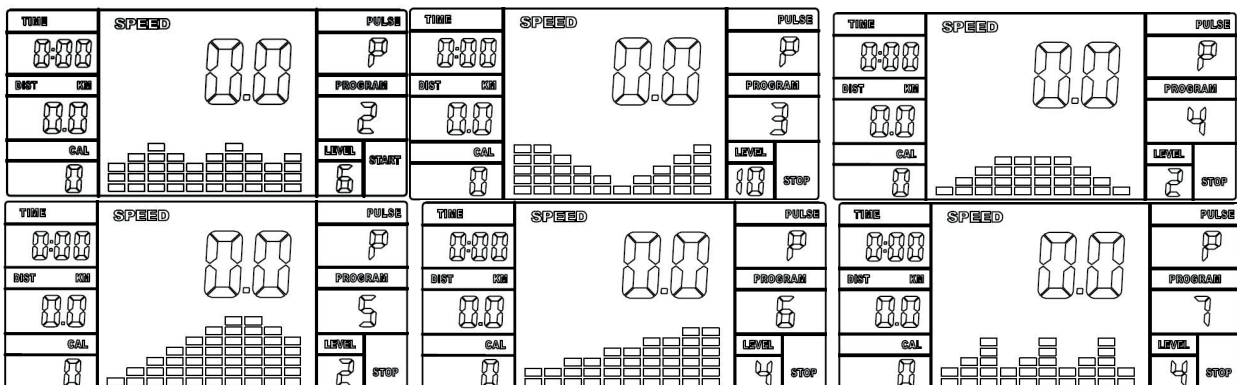 TIME SPEED PULSE
0:00 0.0 P
DIST KM PROGRAM
0.0 2
CAL LEVEL START
0 6
TIME SPEED PULSE
0:00 0.0 P
DIST KM PROGRAM
0.0 3
CAL LEVEL
0 10 STOP
TIME SPEED PULSE
0:00 0.0 P
DIST KM PROGRAM
0.0 4
CAL LEVEL
0 2 STOP
TIME SPEED PULSE
0:00 0.0 P
DIST KM PROGRAM
0.0 5
CAL LEVEL
0 2 STOP
TIME SPEED PULSE
0:00 0.0 P
DIST KM PROGRAM
0.0 6
CAL LEVEL
0 4 STOP
TIME SPEED PULSE
0:00 0.0 P
DIST KM PROGRAM
0.0 7
CAL LEVEL
0 4 STOP